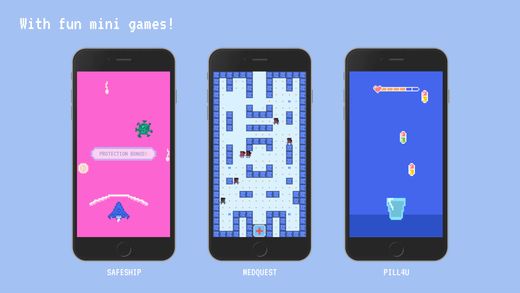 With fun mini games!
PROTECTION BONUS!
SAFESHIP
MEDQUEST
PILL4U